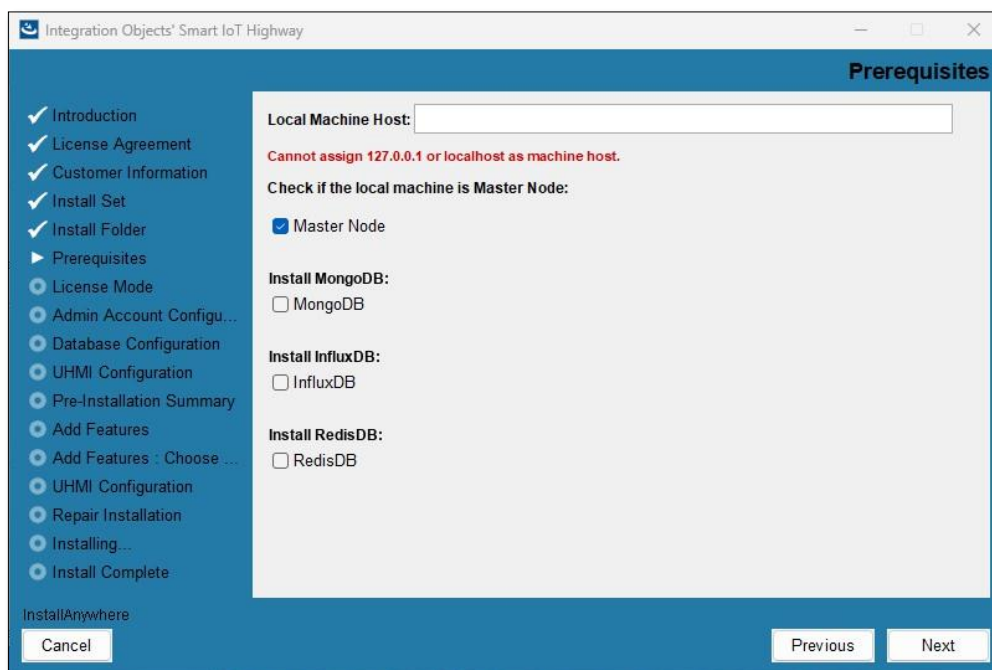 Integration Objects' Smart IoT Highway
Prerequisites
Introduction
License Agreement
Customer Information
Install Set
Install Folder
Prerequisites
License Mode
Admin Account Configu...
Database Configuration
UHMI Configuration
Pre-Installation Summary
Add Features
Add Features : Choose ...
UHMI Configuration
Repair Installation
Installing...
Install Complete
Local Machine Host:
Cannot assign 127.0.0.1 or localhost as machine host.
Check if the local machine is Master Node:
Master Node
Install MongoDB:
MongoDB
Install InfluxDB:
InfluxDB
Install RedisDB:
RedisDB
InstallAnywhere
Cancel
Previous
Next